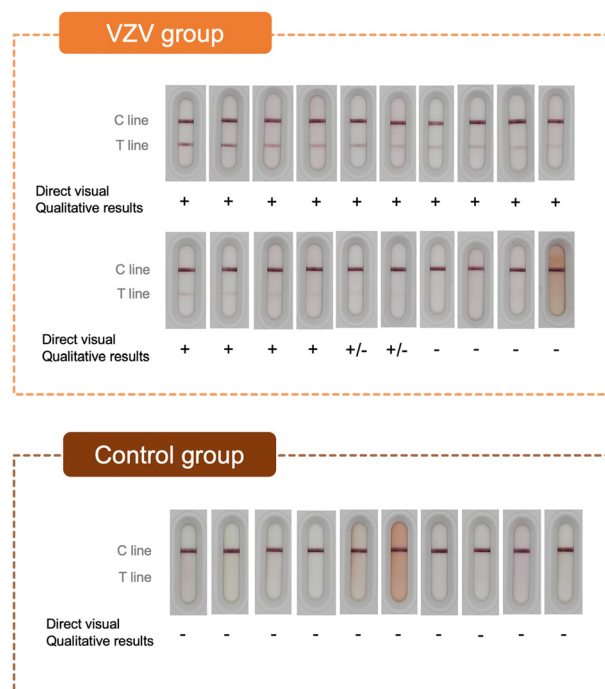 VZV group
C line
T line
Direct visual
Qualitative results + + + + + + + + + +
C line
T line
Direct visual
Qualitative results + + + + +/- +/- - - - -
Control group
C line
T line
Direct visual
Qualitative results - - - - - - - - - -